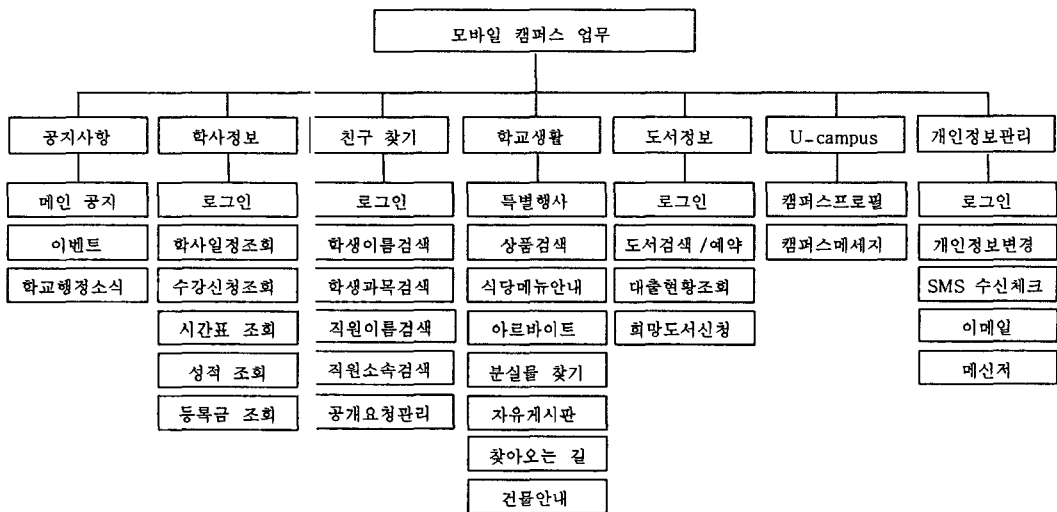 모바일 캠퍼스 업무
공지사항
메인 공지
이벤트
학교행정소식
학사정보
로그인
학사일정조회
수강신청조회
시간표 조회
성적 조회
등록금 조회
친구 찾기
로그인
학생이름검색
학생과목검색
직원이름검색
직원소속검색
공개요청관리
학교생활
특별행사
상품검색
식당메뉴안내
아르바이트
분실물 찾기
자유게시판
찾아오는 길
건물안내
도서정보
로그인
도서검색 /예약
대출현황조회
희망도서신청
U-campus
캠퍼스프로필
캠퍼스메세지
개인정보관리
로그인
개인정보변경
SMS 수신체크
이메일
메신저